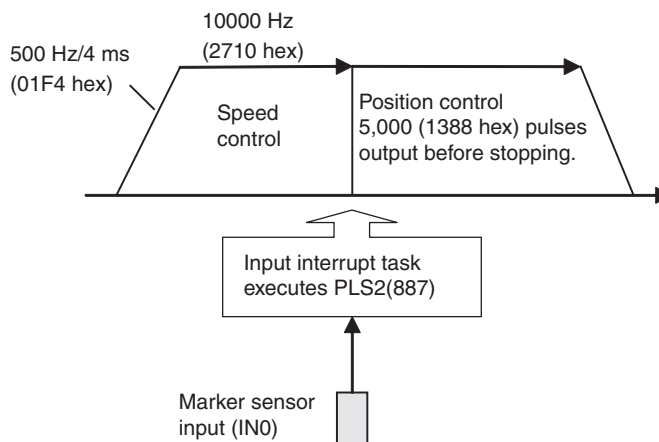 10000 Hz
(2710 hex)
500 Hz/4 ms
(01F4 hex)
Speed
control
Position control
5,000 (1388 hex) pulses
output before stopping.
Input interrupt task
executes PLS2(887)
Marker sensor
input (IN0)